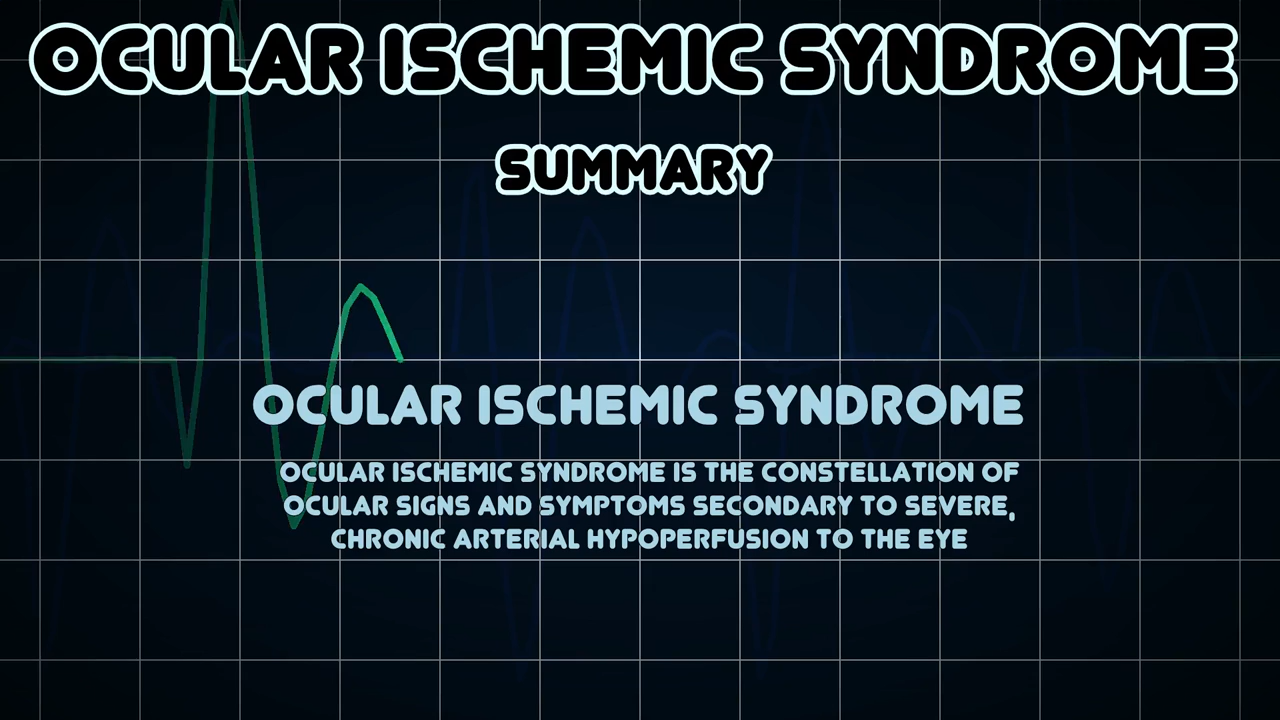 OCULAR ISCHEMIC SYNDROME
SUMMARY
OCULAR ISCHEMIC SYNDROME
OCULAR ISCHEMIC SYNDROME IS THE CONSTELLATION OF
OCULAR SIGNS AND SYMPTOMS SECONDARY TO SEVERE,
CHRONIC ARTERIAL HYPOPERFUSION TO THE EYE